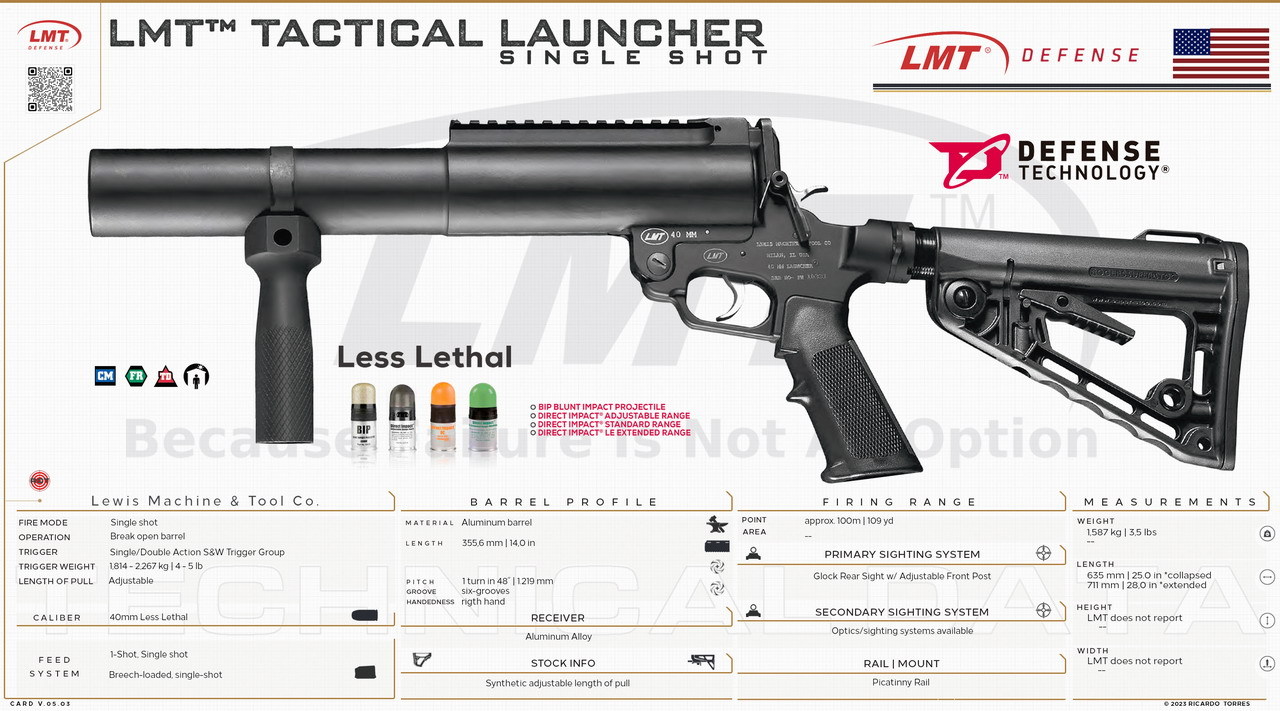 LMT DEFENSE
LMT™ TACTICAL LAUNCHER
SINGLE SHOT
LMT® DEFENSE
DEFENSE
TECHNOLOGY®
TM
LMT 40 MM
LMT
LEWIS MACHINE TOOL CO
MILAN, IL USA
40 MM LAUNCHER
Less Lethal
CM
FR
TD
BIP
○ BIP BLUNT IMPACT PROJECTILE
○ DIRECT IMPACT® ADJUSTABLE RANGE
○ DIRECT IMPACT® STANDARD RANGE
○ DIRECT IMPACT® LE EXTENDED RANGE
Because Failure is Not an Option
Lewis Machine & Tool Co.
FIRE MODE Single shot
OPERATION Break open barrel
TRIGGER Single/Double Action S&W Trigger Group
TRIGGER WEIGHT 1,814 - 2,267 kg | 4 - 5 lb
LENGTH OF PULL Adjustable
CALIBER 40mm Less Lethal
FEED
SYSTEM
1-Shot, Single shot
Breech-loaded, single-shot
BARREL PROFILE
MATERIAL Aluminum barrel
LENGTH 355,6 mm | 14,0 in
PITCH 1 turn in 48˝ | 1 219 mm
GROOVE six-grooves
HANDEDNESS rigth hand
RECEIVER
Aluminum Alloy
STOCK INFO
Synthetic adjustable length of pull
FIRING RANGE
POINT approx. 100m | 109 yd
AREA --
PRIMARY SIGHTING SYSTEM
Glock Rear Sight w/ Adjustable Front Post
SECONDARY SIGHTING SYSTEM
Optics/sighting systems available
RAIL | MOUNT
Picatinny Rail
MEASUREMENTS
WEIGHT
1,587 kg | 3,5 lbs
--
LENGTH
635 mm | 25.0 in *collapsed
711 mm | 28,0 in *extended
HEIGHT
LMT does not report
--
WIDTH
LMT does not report
--
TECHNICAL DATA
CARD V.05.03
© 2023 RICARDO TORRES